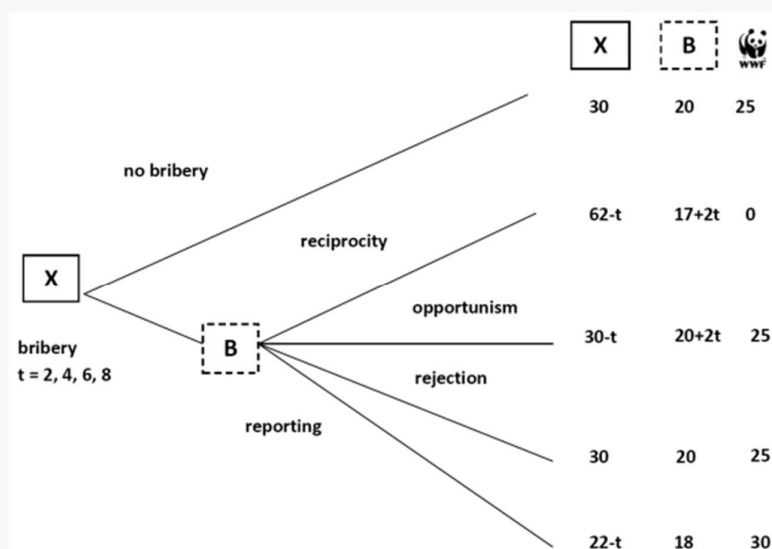 X B WWF
30 20 25
no bribery
62-t 17+2t 0
reciprocity
X
opportunism
30-t 20+2t 25
bribery
B
t = 2, 4, 6, 8
rejection
reporting
30 20 25
22-t 18 30